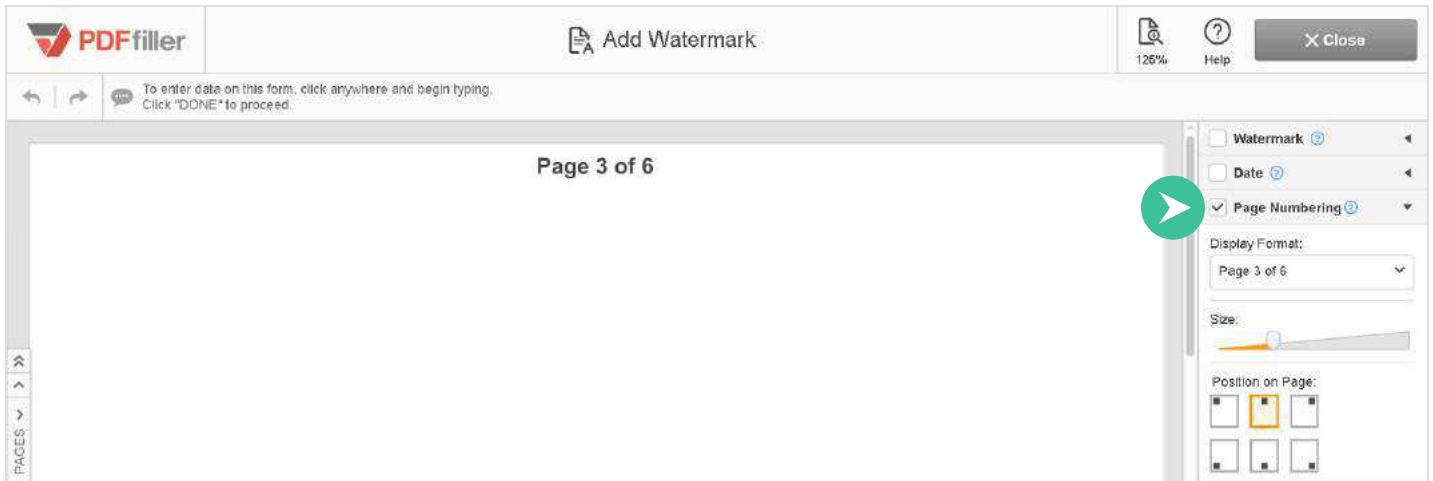 PDFfiller
Add Watermark
125%
Help
Close
To enter data on this form, click anywhere and begin typing.
Click "DONE" to proceed.
Page 3 of 6
Watermark
Date
Page Numbering
Display Format:
Page 3 of 6
Size:
Position on Page:
PAGES